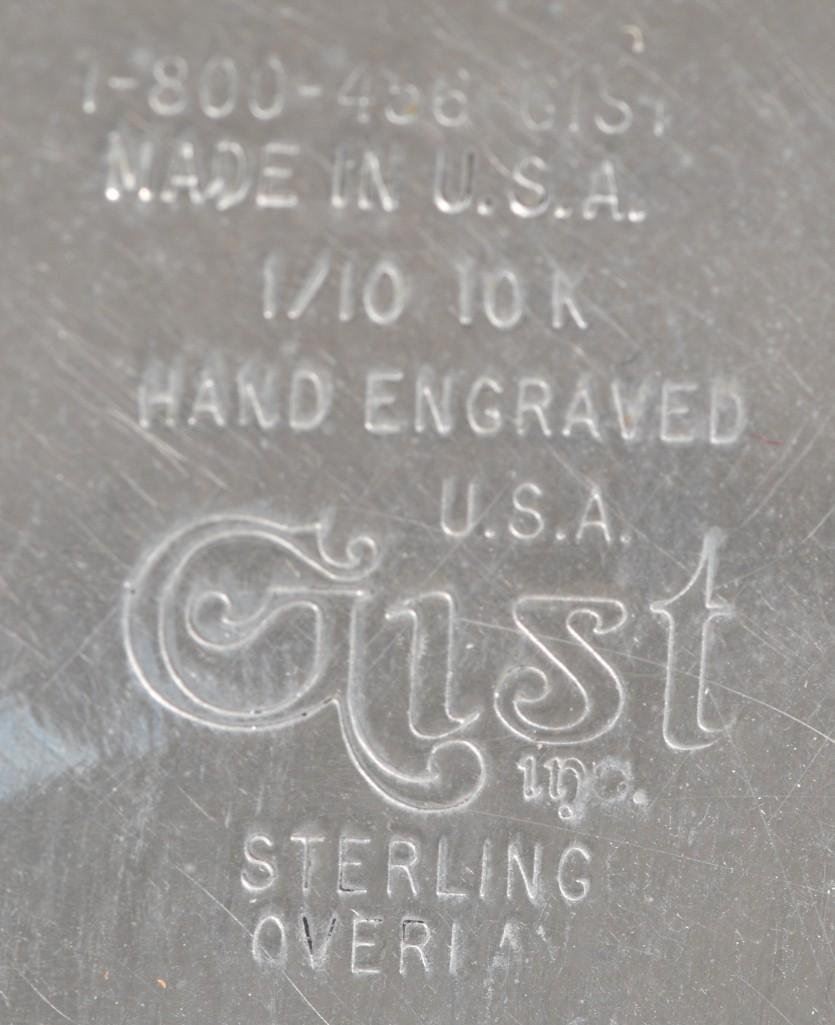 1-800-456 GIST
MADE IN U.S.A.
1/10 10 K
HAND ENGRAVED
U.S.A.
Gist
inc.
STERLING
OVERLAY